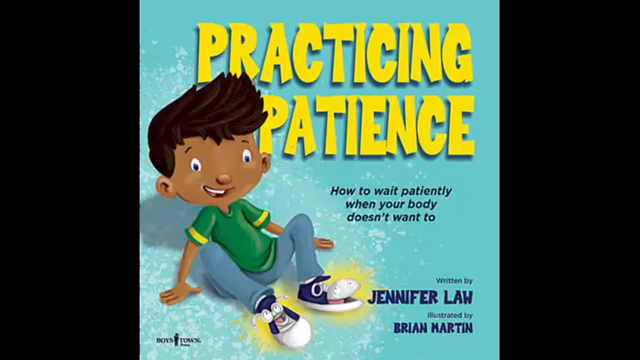 PRACTICING
PATIENCE
How to wait patiently
when your body
doesn't want to
Written by
JENNIFER LAW
Illustrated by
BRIAN MARTIN
BOYS TOWN
Press